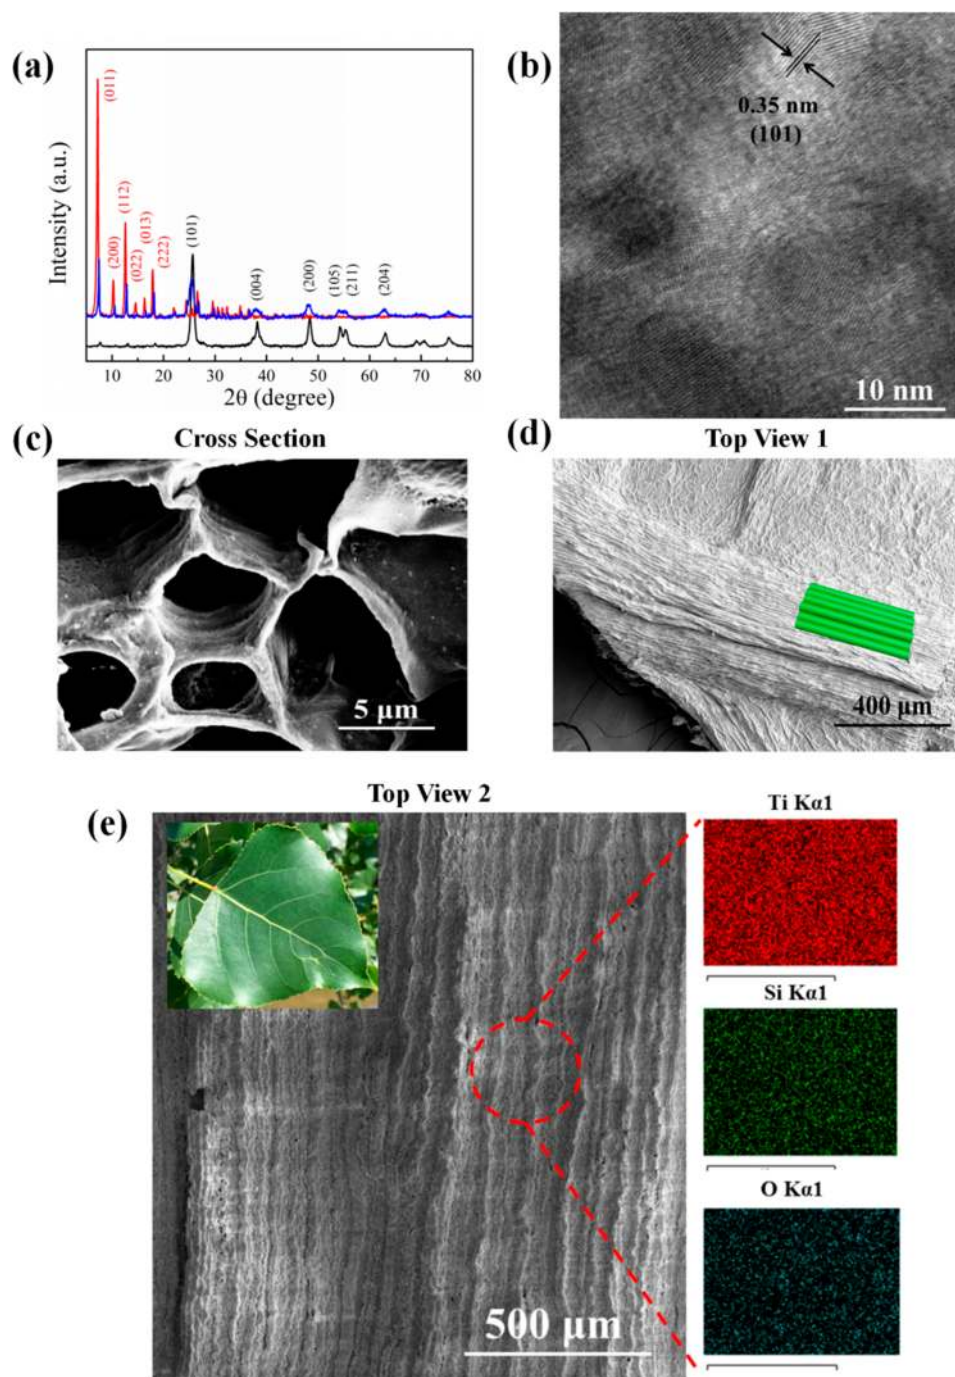 (a)
Intensity (a.u.)
(011)
(200)
(112)
(022)
(013)
(222)
(101)
(004)
(200)
(105)
(211)
(204)
10 20 30 40 50 60 70 80
2θ (degree)
(b)
0.35 nm
(101)
10 nm
(c)
Cross Section
5 μm
(d)
Top View 1
400 μm
Top View 2
(e)
500 μm
Ti Kα1
Si Kα1
O Kα1